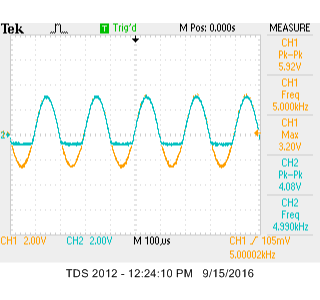 Tek T Trig'd M Pos: 0.000s MEASURE
CH1
Pk-Pk
5.92V
CH1
Freq
5.000kHz
CH1
Max
3.20V
2
CH2
Pk-Pk
4.08V
CH2
Freq
4.990kHz
CH1 2.00V CH2 2.00V M 100µs CH1 105mV
5.00002kHz
TDS 2012 - 12:24:10 PM 9/15/2016